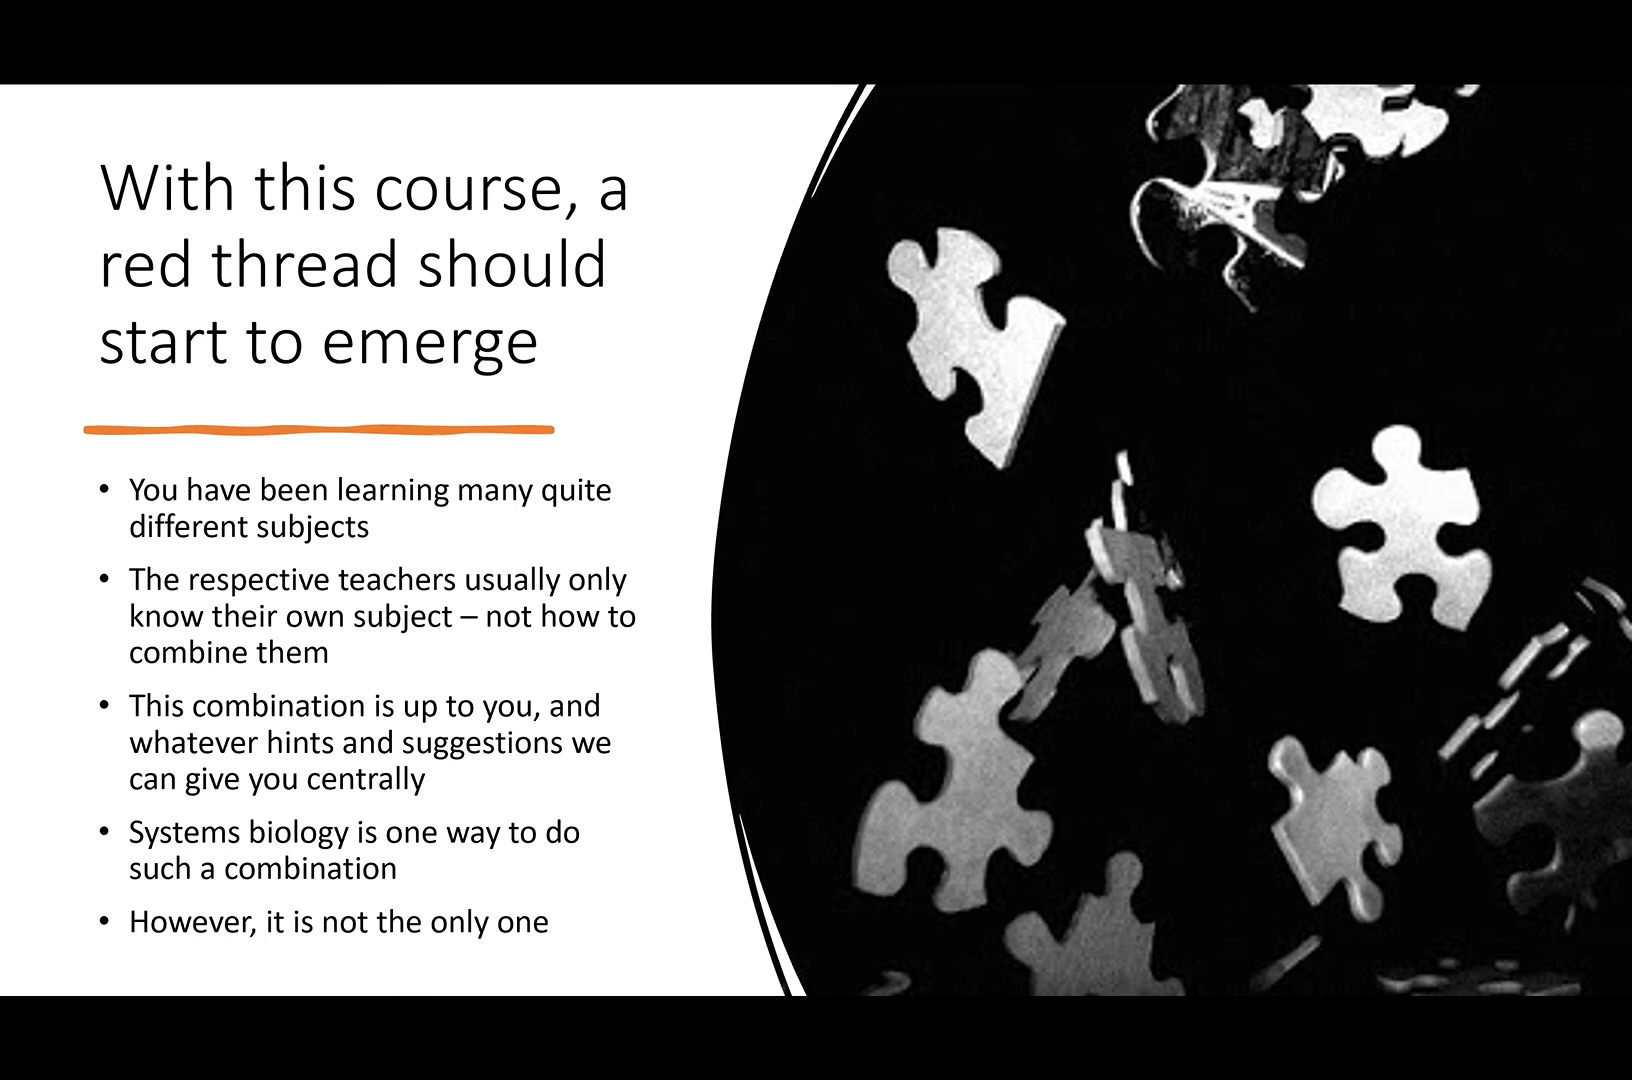 With this course, a
red thread should
start to emerge
• You have been learning many quite
different subjects
• The respective teachers usually only
know their own subject – not how to
combine them
• This combination is up to you, and
whatever hints and suggestions we
can give you centrally
• Systems biology is one way to do
such a combination
• However, it is not the only one